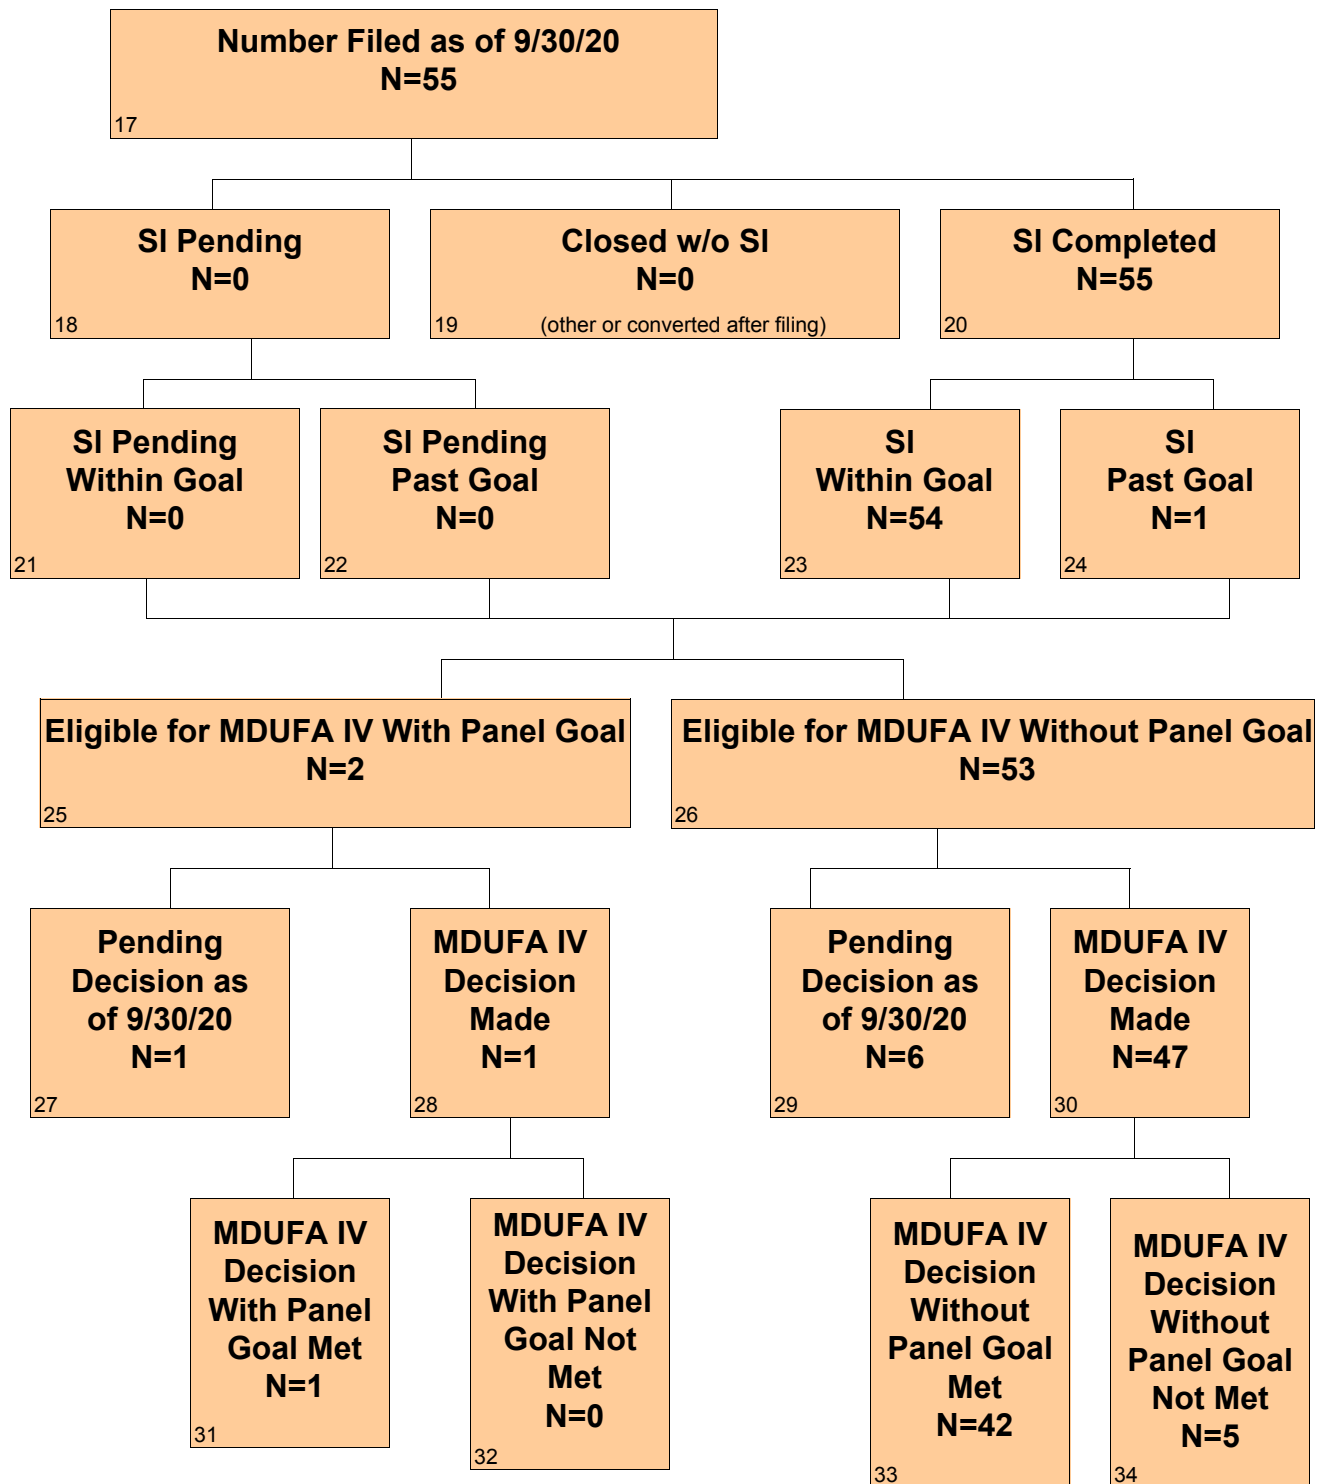 Number Filed as of 9/30/20
N=55
17
SI Pending
N=0
18
Closed w/o SI
N=0
19
(other or converted after filing)
SI Completed
N=55
20
SI Pending
Within Goal
N=0
21
SI Pending
Past Goal
N=0
22
SI
Within Goal
N=54
23
SI
Past Goal
N=1
24
Eligible for MDUFA IV With Panel Goal
N=2
25
Eligible for MDUFA IV Without Panel Goal
N=53
26
Pending
Decision as
of 9/30/20
N=1
27
MDUFA IV
Decision
Made
N=1
28
Pending
Decision as
of 9/30/20
N=6
29
MDUFA IV
Decision
Made
N=47
30
MDUFA IV
Decision
With Panel
Goal Met
N=1
31
MDUFA IV
Decision
With Panel
Goal Not
Met
N=0
32
MDUFA IV
Decision
Without
Panel Goal
Met
N=42
33
MDUFA IV
Decision
Without
Panel Goal
Not Met
N=5
34